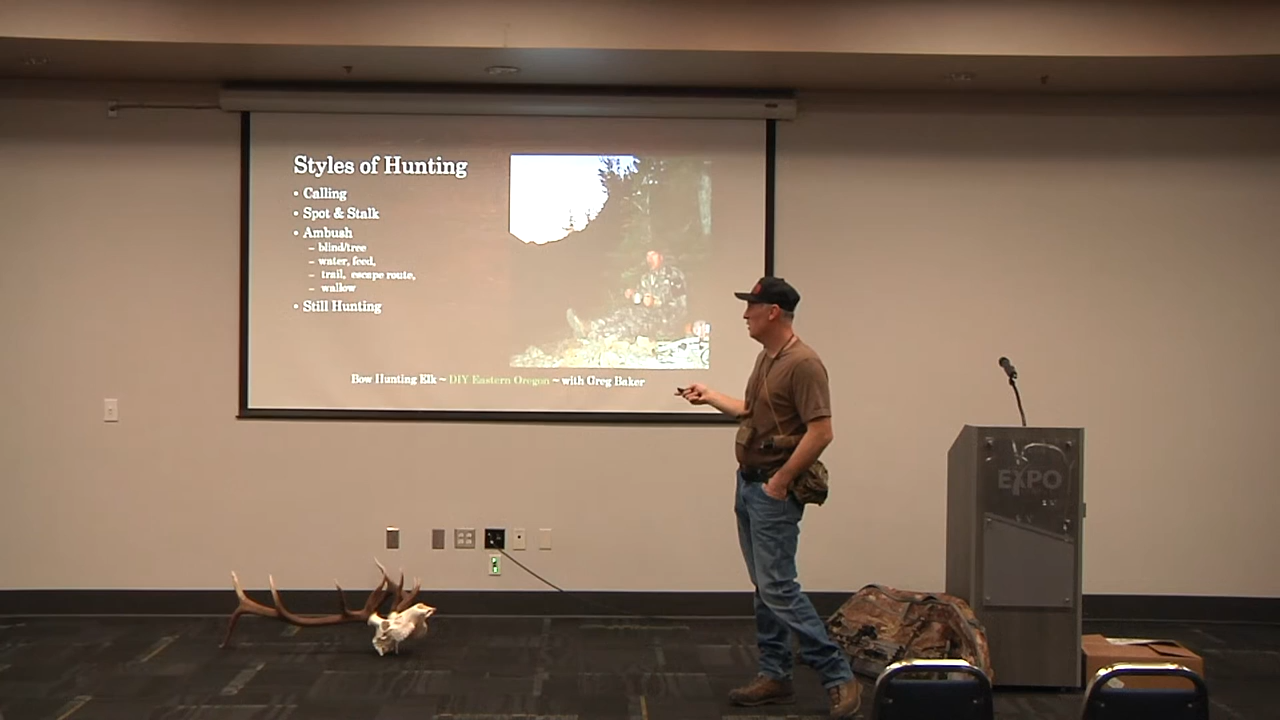 Styles of Hunting
• Calling
• Spot & Stalk
• Ambush
– blind/tree
– water, feed,
– trail, escape route,
– wallow
• Still Hunting
Bow Hunting Elk ~ DIY Eastern Oregon ~ with Greg Baker
EXPO